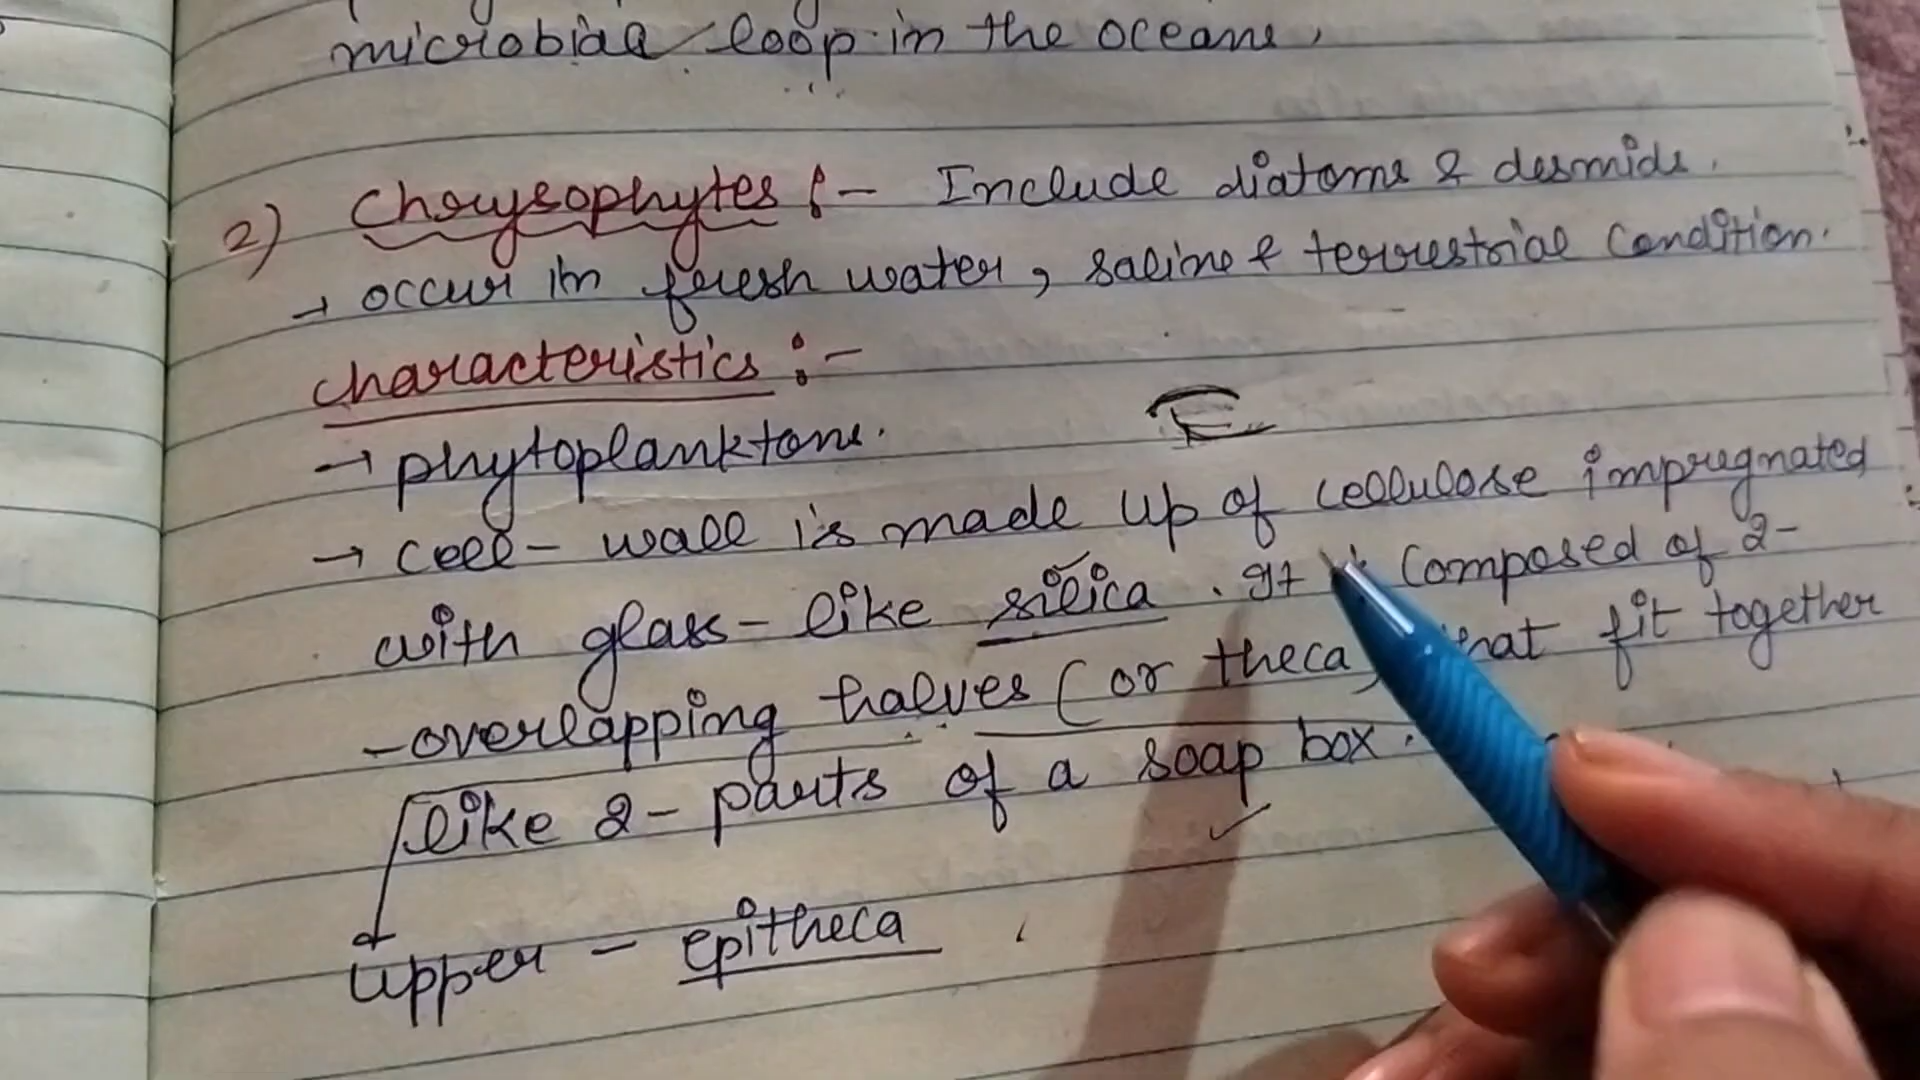 microbial loop in the oceans,
2) Chrysophytes :- Include diatoms & desmids.
→ occur in fresh water, saline & terrestrial condition.
characteristics :-
→ phytoplanktons.
→ cell-wall is made up of cellulose impregnated
with glass-like silica. It composed of 2-
-overlapping halves (or theca) that fit together
like 2-parts of a soap box.
upper - epitheca